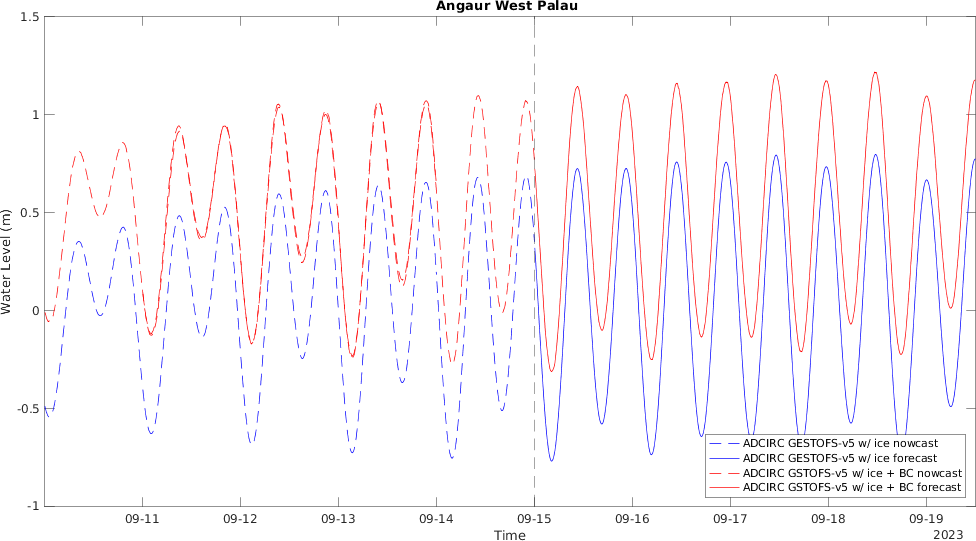 Angaur West Palau
1.5
1
0.5
0
-0.5
-1
Water Level (m)
09-11 09-12 09-13 09-14 09-15 09-16 09-17 09-18 09-19
Time
2023
ADCIRC GESTOFS-v5 w/ ice nowcast
ADCIRC GESTOFS-v5 w/ ice forecast
ADCIRC GSTOFS-v5 w/ ice + BC nowcast
ADCIRC GSTOFS-v5 w/ ice + BC forecast